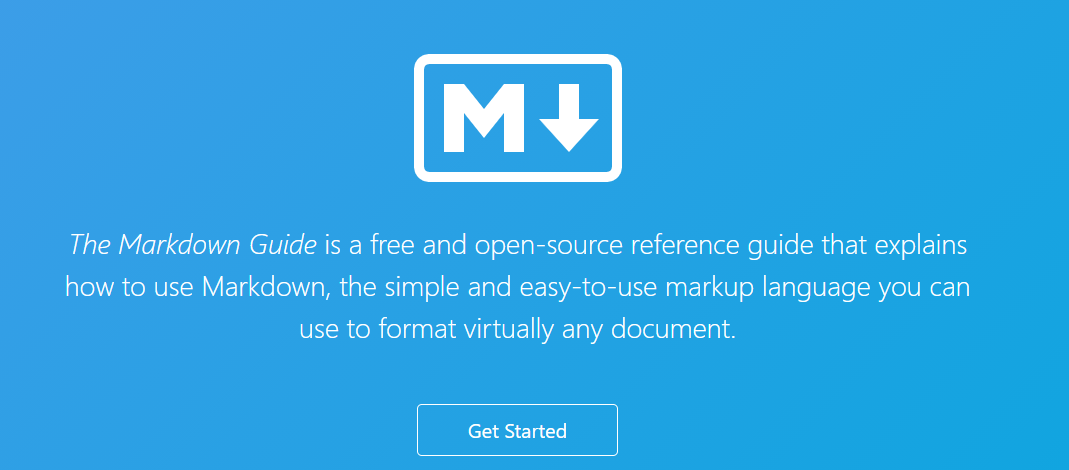 M
The Markdown Guide is a free and open-source reference guide that explains
how to use Markdown, the simple and easy-to-use markup language you can
use to format virtually any document.
Get Started